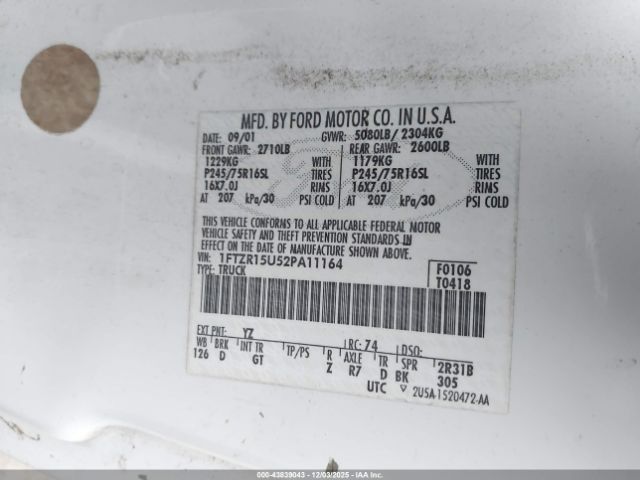 MFD. BY FORD MOTOR CO. IN U.S.A.
DATE: 09/01 GVWR: 5080LB/ 2304KG
FRONT GAWR: 2710LB REAR GAWR: 2600LB
1229KG WITH 1179KG WITH
P245/75R16SL TIRES P245/75R16SL TIRES
16X7.0J RIMS 16X7.0J RIMS
AT 207 kPa/30 PSI COLD AT 207 kPa/30 PSI COLD
THIS VEHICLE CONFORMS TO ALL APPLICABLE FEDERAL MOTOR
VEHICLE SAFETY AND THEFT PREVENTION STANDARDS IN
EFFECT ON THE DATE OF MANUFACTURE SHOWN ABOVE.
VIN: 1FTZR15U52PA11164 F0106
TYPE: TRUCK T0418
EXT PNT: YZ RC: 74 DSO:
WB BRK INT TR TP/PS R AXLE TR SPR 2R31B
126 D GT Z R7 D BK 305
UTC ▽ 2U5A-1520472-AA
000-43839043 - 12/03/2025 - COPYRIGHT IAA, LLC.